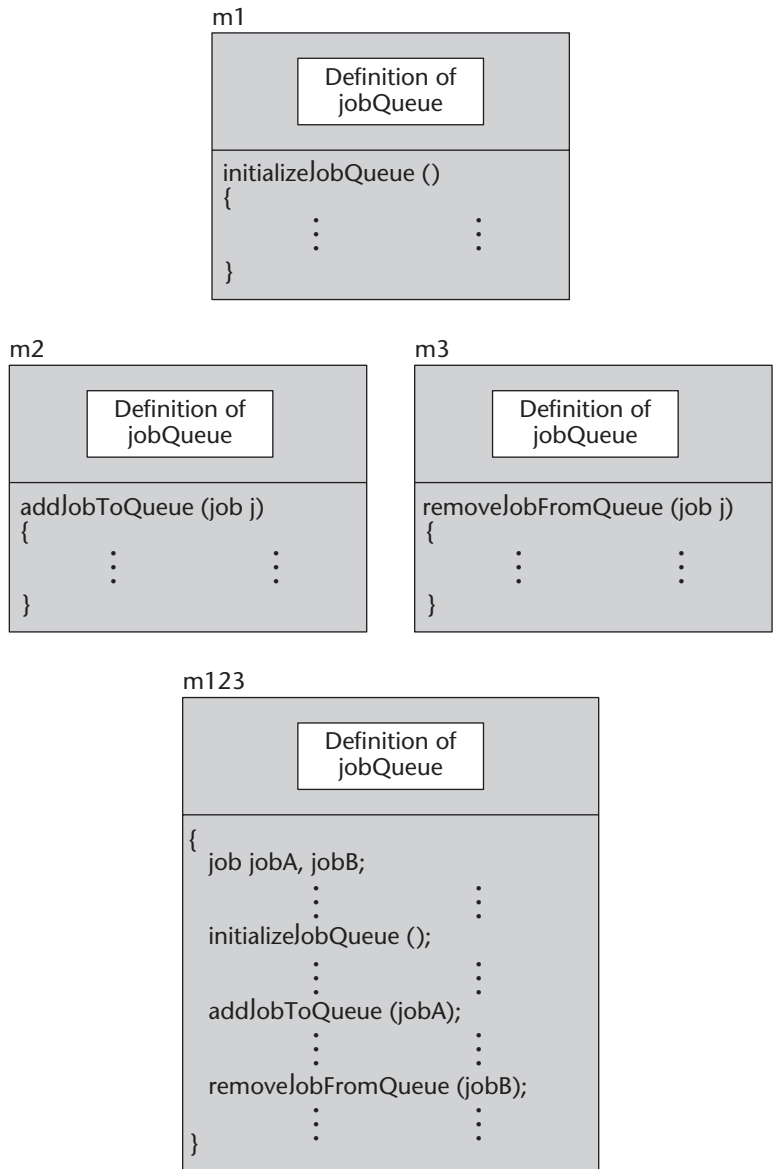 m1
Definition of
jobQueue
initializeJobQueue ()
{
}
m2
Definition of
jobQueue
addJobToQueue (job j)
{
}
m3
Definition of
jobQueue
removeJobFromQueue (job j)
{
}
m123
Definition of
jobQueue
{
job jobA, jobB;
initializeJobQueue ();
addJobToQueue (jobA);
removeJobFromQueue (jobB);
}